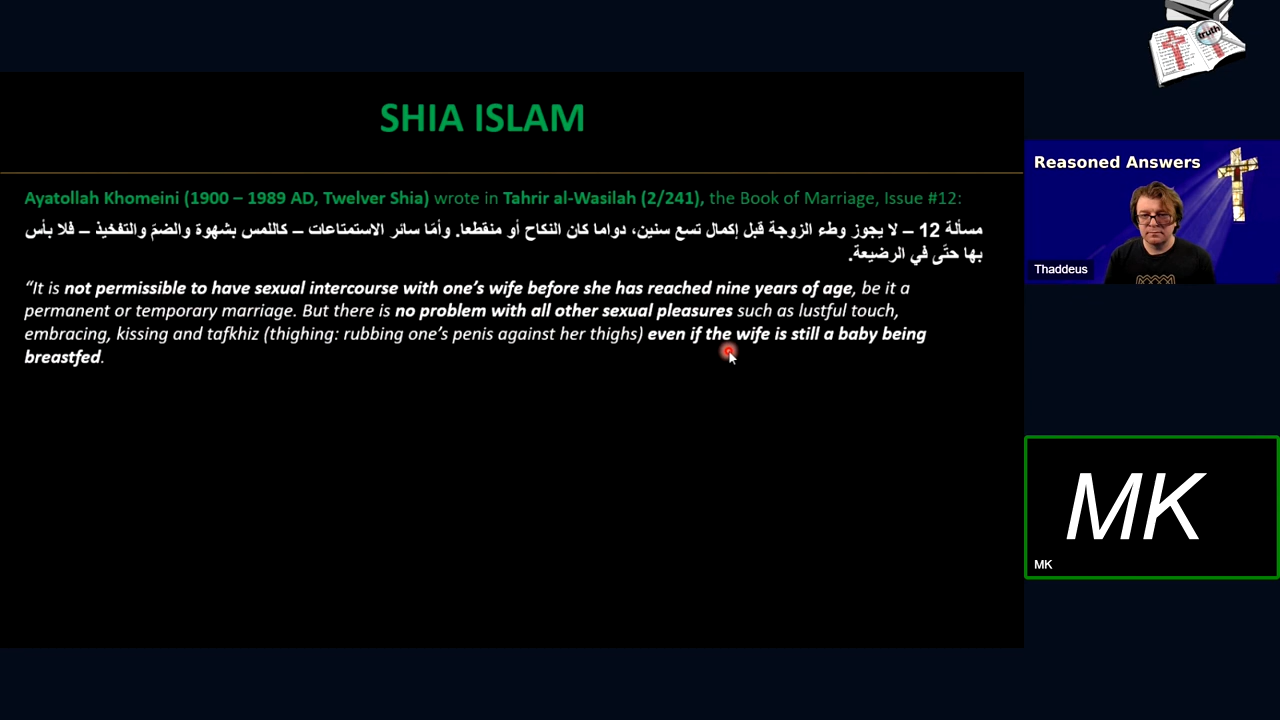 truth
SHIA ISLAM
Reasoned Answers
Ayatollah Khomeini (1900 – 1989 AD, Twelver Shia) wrote in Tahrir al-Wasilah (2/241), the Book of Marriage, Issue #12:
مسألة 12 – لا يجوز وطء الزوجة قبل إكمال تسع سنين، دواما كان النكاح أو منقطعا. وأمّا سائر الاستمتاعات – كاللمس بشهوة والضمّ والتفخيذ – فلا بأس
بها حتَّى في الرضيعة.
“It is not permissible to have sexual intercourse with one’s wife before she has reached nine years of age, be it a
permanent or temporary marriage. But there is no problem with all other sexual pleasures such as lustful touch,
embracing, kissing and tafkhiz (thighing: rubbing one’s penis against her thighs) even if the wife is still a baby being
breastfed.
Thaddeus
MK
MK